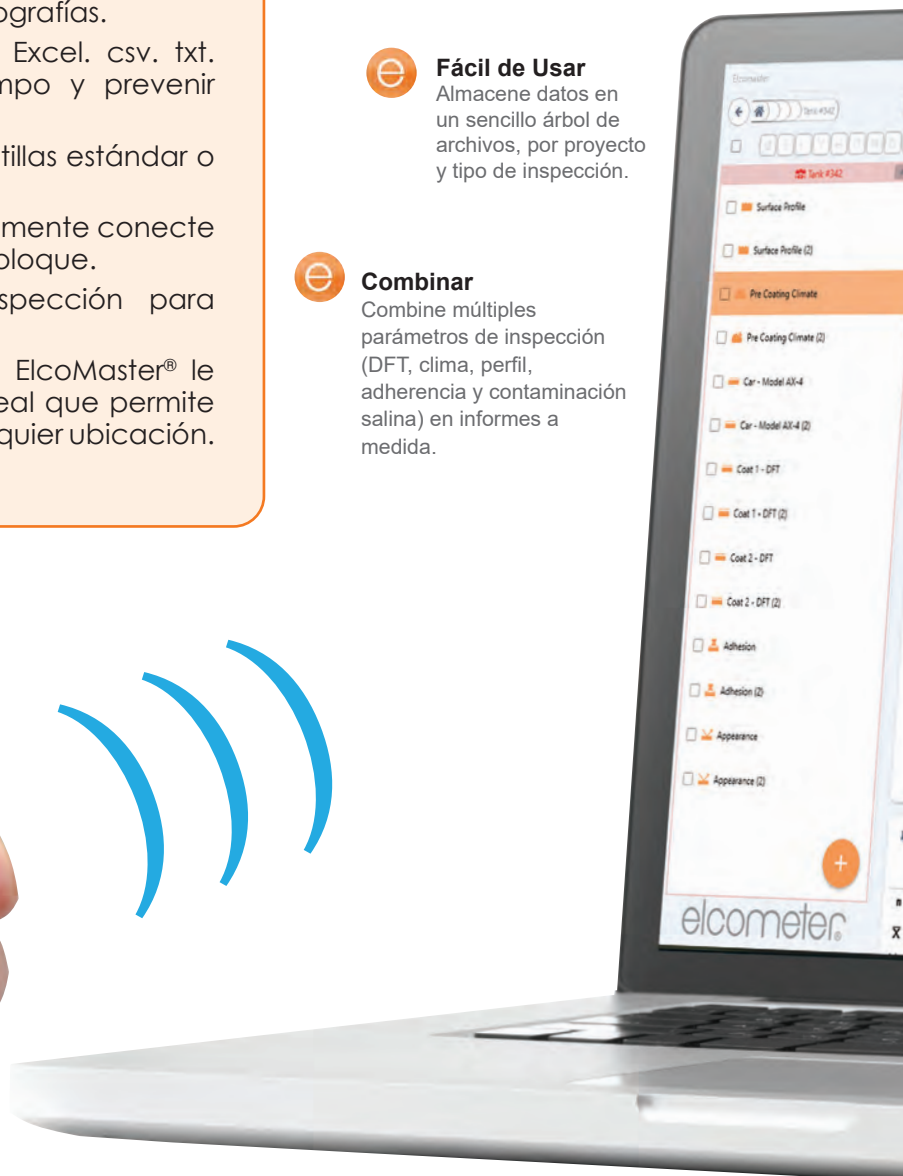 ografías.
Excel. csv. txt.
mpo y prevenir
tillas estándar o
mente conecte
bloque.
spección para
ElcoMaster® le
eal que permite
quier ubicación.
Fácil de Usar
Almacene datos en
un sencillo árbol de
archivos, por proyecto
y tipo de inspección.
Combinar
Combine múltiples
parámetros de inspección
(DFT, clima, perfil,
adherencia y contaminación
salina) en informes a
medida.
Elcomaster
Tank #342
Tank #342
Surface Profile
Surface Profile (2)
Pre Coating Climate
Pre Coating Climate (2)
Car - Model AX-4
Car - Model AX-4 (2)
Coat 1 - DFT
Coat 1 - DFT (2)
Coat 2 - DFT
Coat 2 - DFT (2)
Adhesion
Adhesion (2)
Appearance
Appearance (2)
+
elcometer®
n
x̄